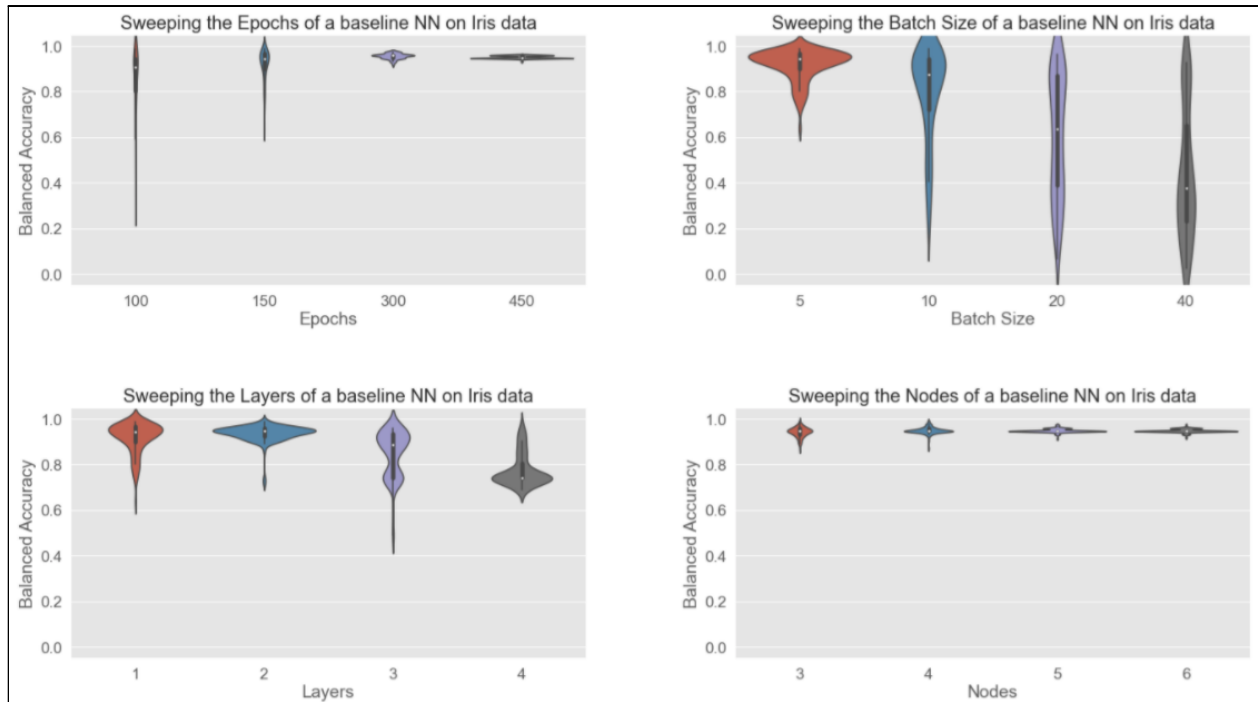 Sweeping the Epochs of a baseline NN on Iris data
Balanced Accuracy
1.0
0.8
0.6
0.4
0.2
0.0
100 150 300 450
Epochs
Sweeping the Batch Size of a baseline NN on Iris data
Balanced Accuracy
1.0
0.8
0.6
0.4
0.2
0.0
5 10 20 40
Batch Size
Sweeping the Layers of a baseline NN on Iris data
Balanced Accuracy
1.0
0.8
0.6
0.4
0.2
0.0
1 2 3 4
Layers
Sweeping the Nodes of a baseline NN on Iris data
Balanced Accuracy
1.0
0.8
0.6
0.4
0.2
0.0
3 4 5 6
Nodes